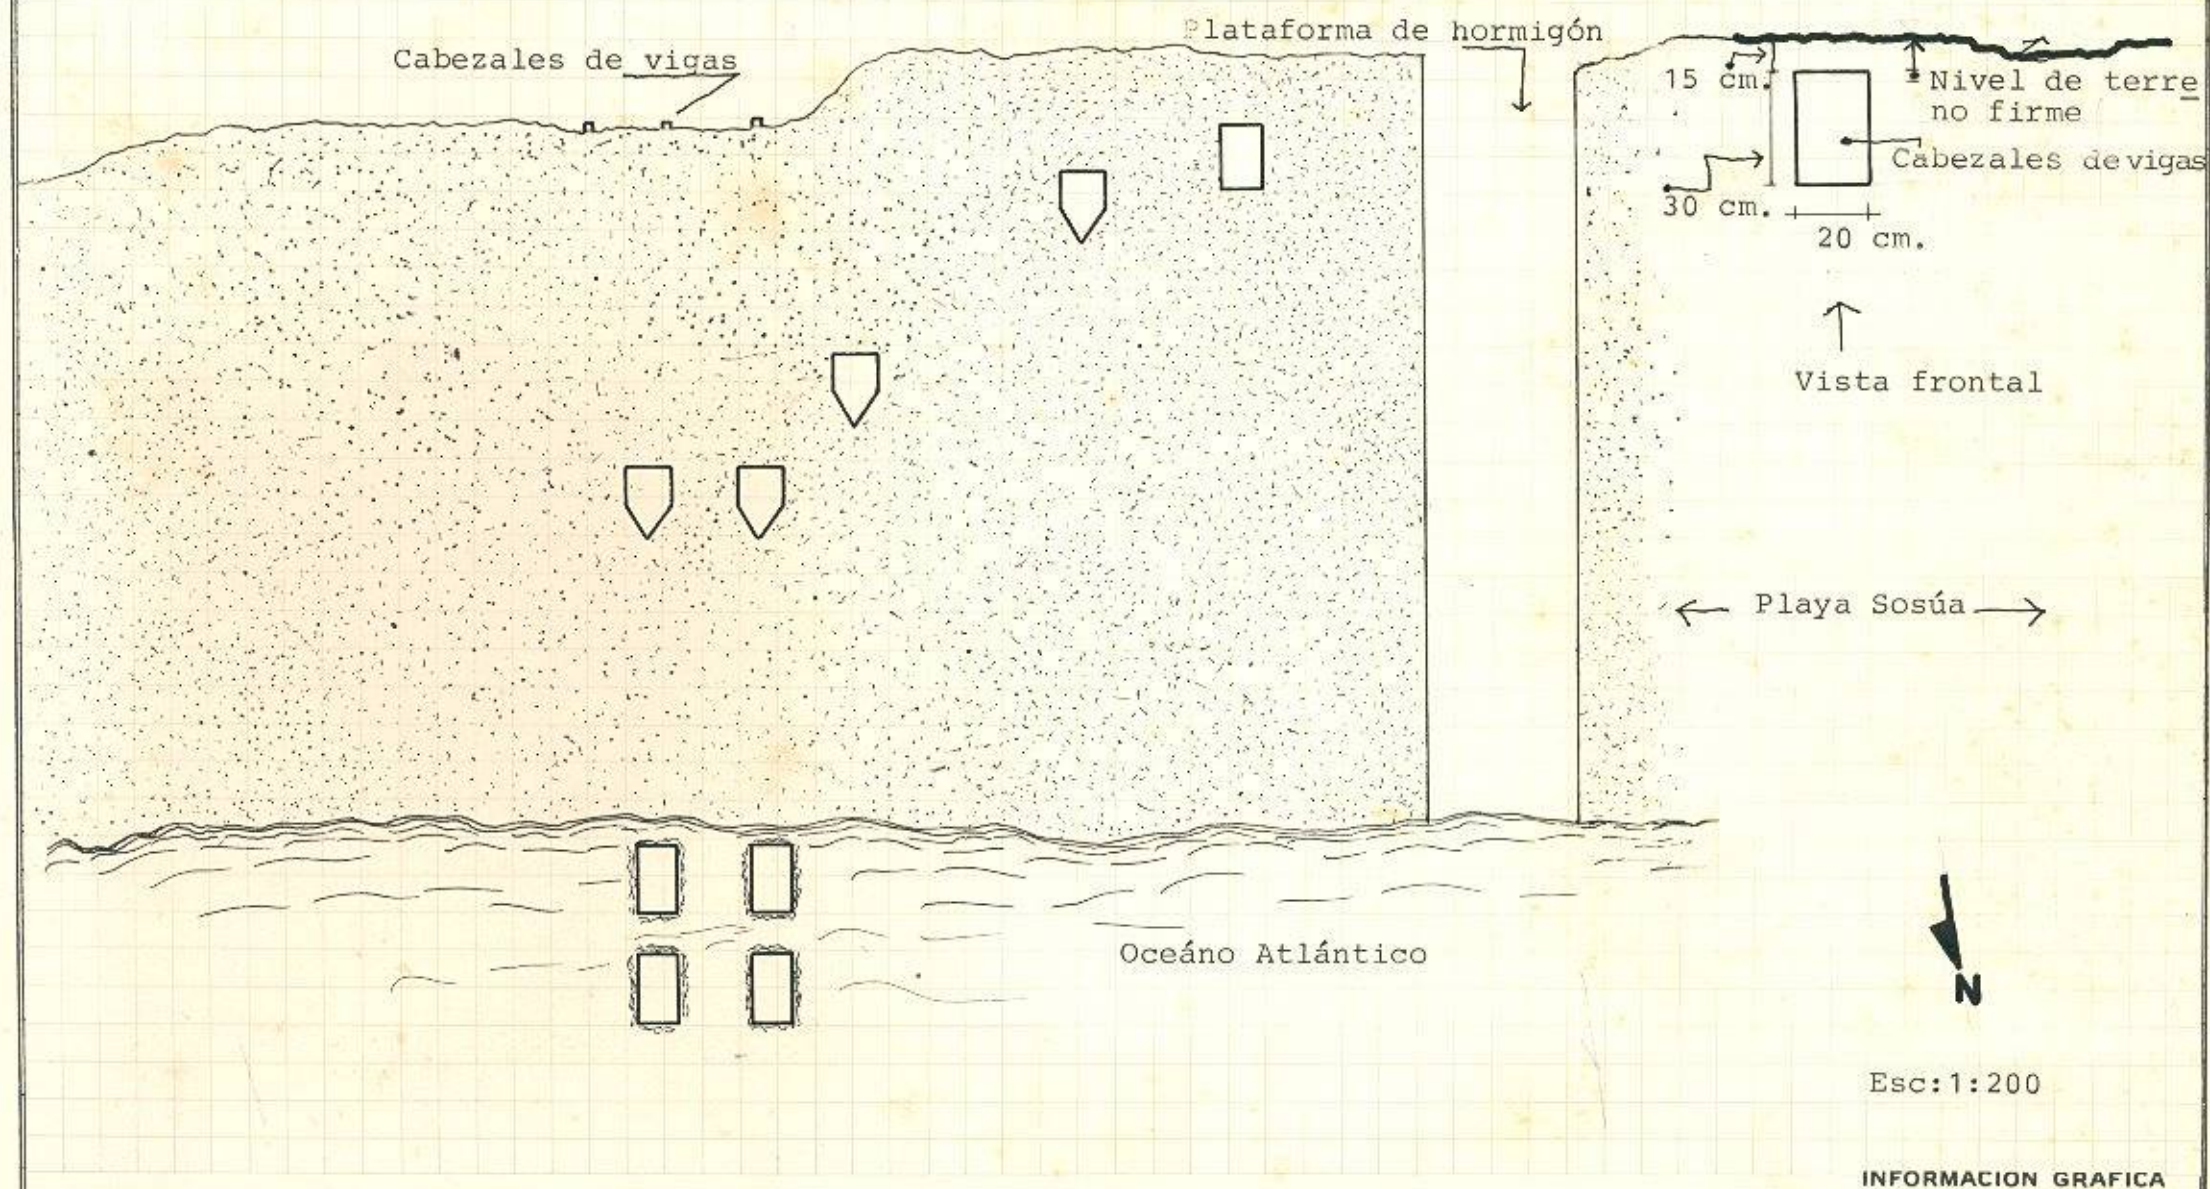 Plataforma de hormigón
Cabezales de vigas
15 cm.
Nivel de terre
no firme
Cabezales de vigas
30 cm.
20 cm.
Vista frontal
Playa Sosúa
Oceáno Atlántico
N
Esc:1:200
INFORMACION GRAFICA